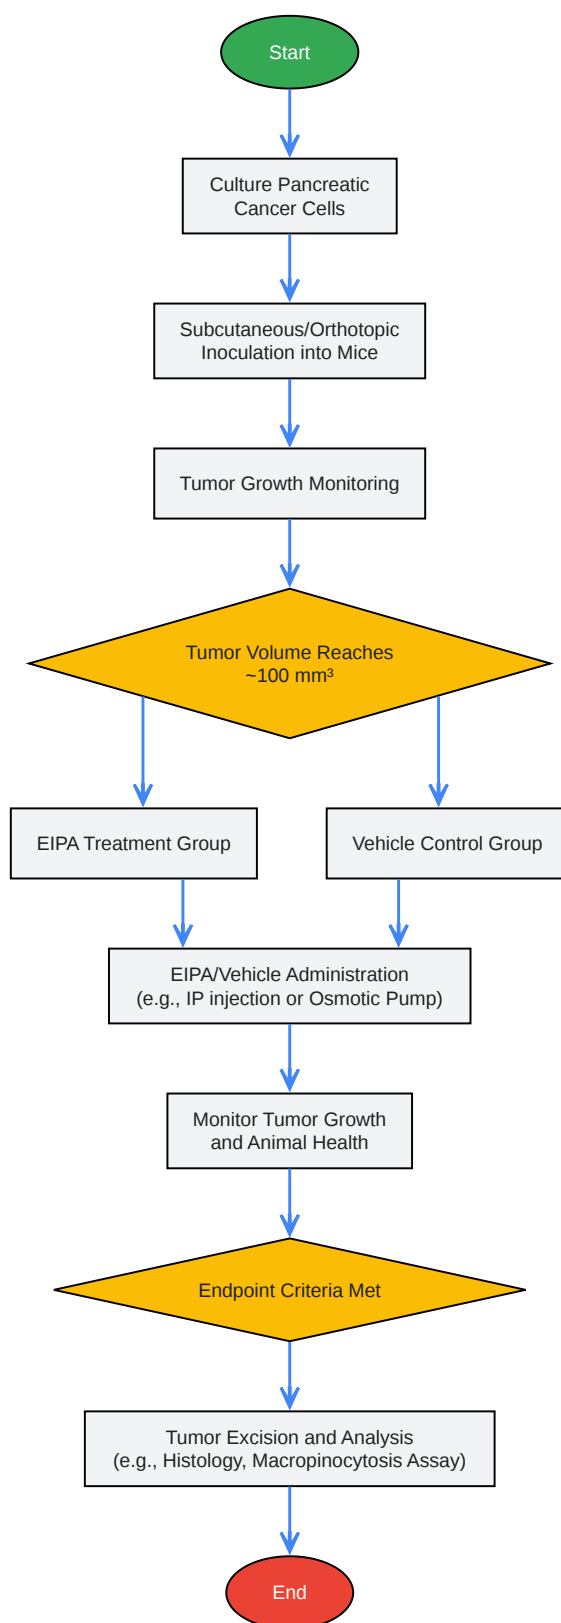 Start
Culture Pancreatic
Cancer Cells
Subcutaneous/Orthotopic
Inoculation into Mice
Tumor Growth Monitoring
Tumor Volume Reaches
~100 mm³
EIPA Treatment Group
Vehicle Control Group
EIPA/Vehicle Administration
(e.g., IP injection or Osmotic Pump)
Monitor Tumor Growth
and Animal Health
Endpoint Criteria Met
Tumor Excision and Analysis
(e.g., Histology, Macropinocytosis Assay)
End